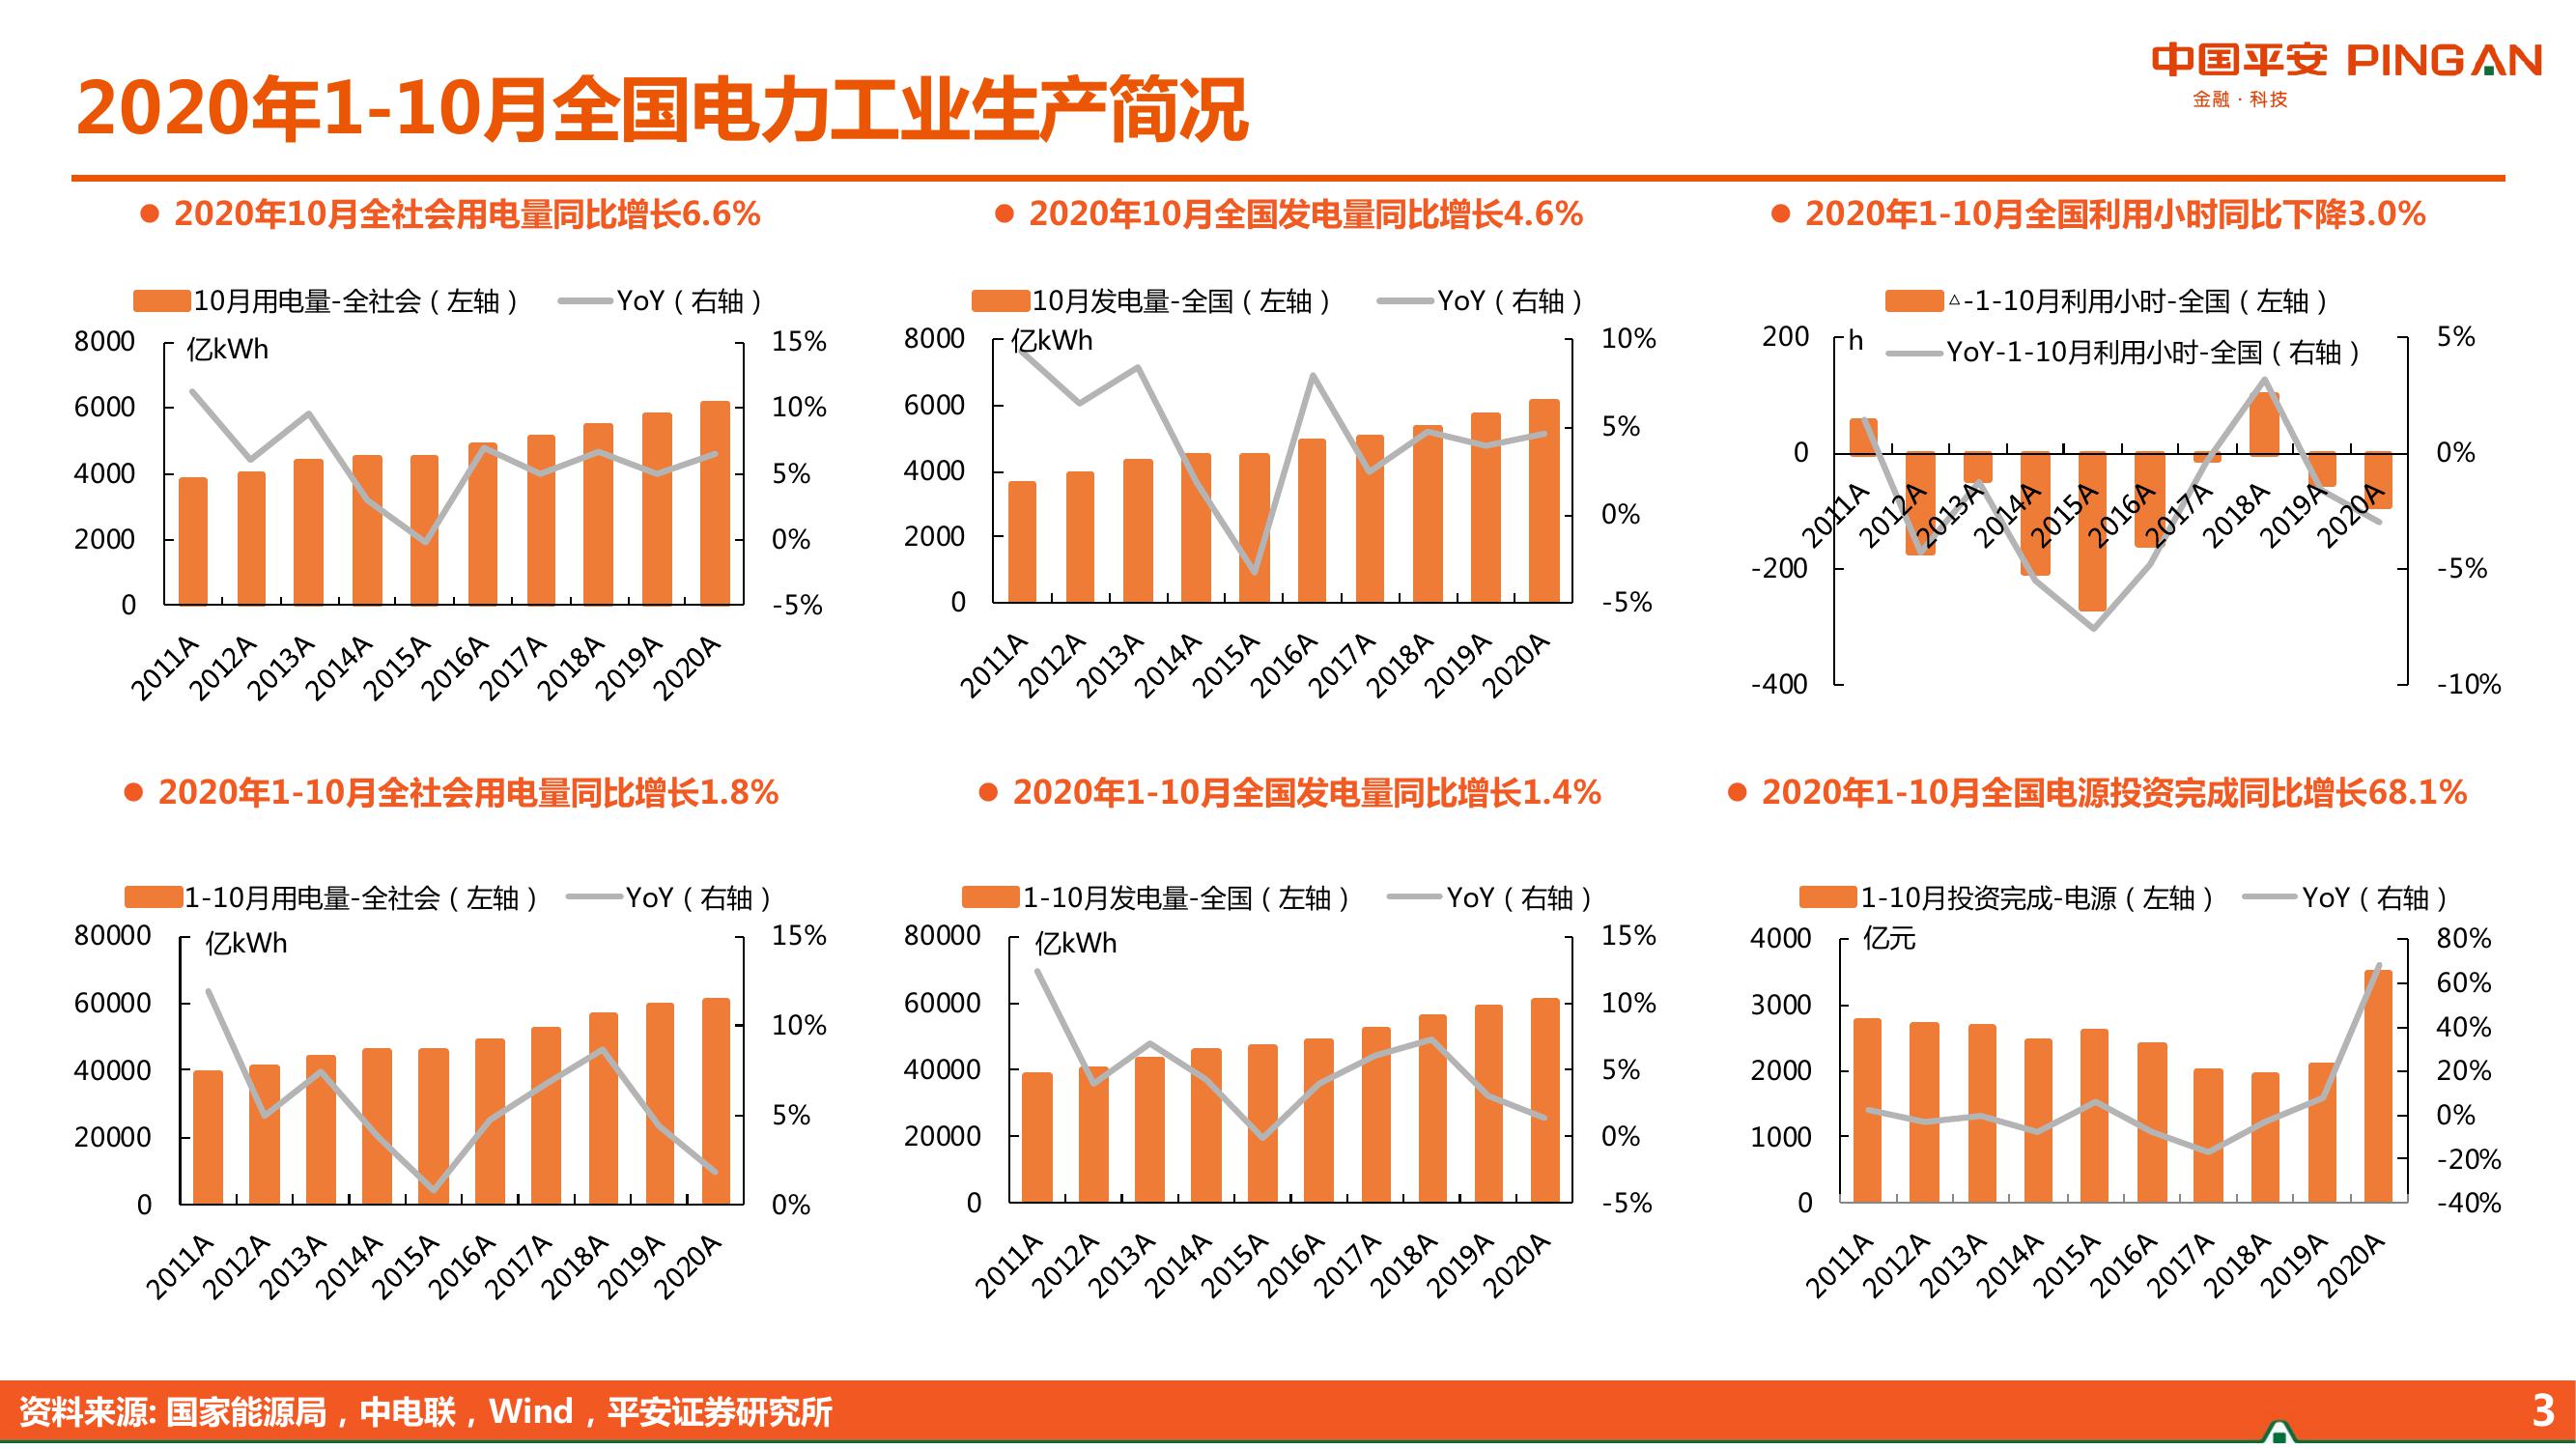 中国平安 PINGAN
金融·科技
2020年1-10月全国电力工业生产简况
● 2020年10月全社会用电量同比增长6.6%
10月用电量-全社会（左轴） YoY（右轴）
亿kWh
8000
6000
4000
2000
0
15%
10%
5%
0%
-5%
2011A 2012A 2013A 2014A 2015A 2016A 2017A 2018A 2019A 2020A
● 2020年10月全国发电量同比增长4.6%
10月发电量-全国（左轴） YoY（右轴）
亿kWh
8000
6000
4000
2000
0
10%
5%
0%
-5%
2011A 2012A 2013A 2014A 2015A 2016A 2017A 2018A 2019A 2020A
● 2020年1-10月全国利用小时同比下降3.0%
△-1-10月利用小时-全国（左轴）
YoY-1-10月利用小时-全国（右轴）
h
200
0
-200
-400
5%
0%
-5%
-10%
2011A 2012A 2013A 2014A 2015A 2016A 2017A 2018A 2019A 2020A
● 2020年1-10月全社会用电量同比增长1.8%
1-10月用电量-全社会（左轴） YoY（右轴）
亿kWh
80000
60000
40000
20000
0
15%
10%
5%
0%
2011A 2012A 2013A 2014A 2015A 2016A 2017A 2018A 2019A 2020A
● 2020年1-10月全国发电量同比增长1.4%
1-10月发电量-全国（左轴） YoY（右轴）
亿kWh
80000
60000
40000
20000
0
15%
10%
5%
0%
-5%
2011A 2012A 2013A 2014A 2015A 2016A 2017A 2018A 2019A 2020A
● 2020年1-10月全国电源投资完成同比增长68.1%
1-10月投资完成-电源（左轴） YoY（右轴）
亿元
4000
3000
2000
1000
0
80%
60%
40%
20%
0%
-20%
-40%
2011A 2012A 2013A 2014A 2015A 2016A 2017A 2018A 2019A 2020A
资料来源: 国家能源局，中电联，Wind，平安证券研究所
3